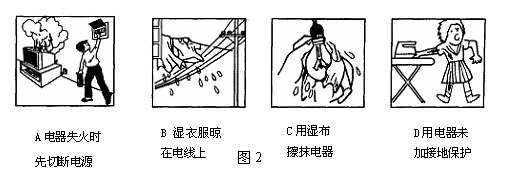 A 电器失火时
先切断电源
B 湿衣服晾
在电线上
C 用湿布
擦抹电器
D 用电器未
加接地保护
图 2